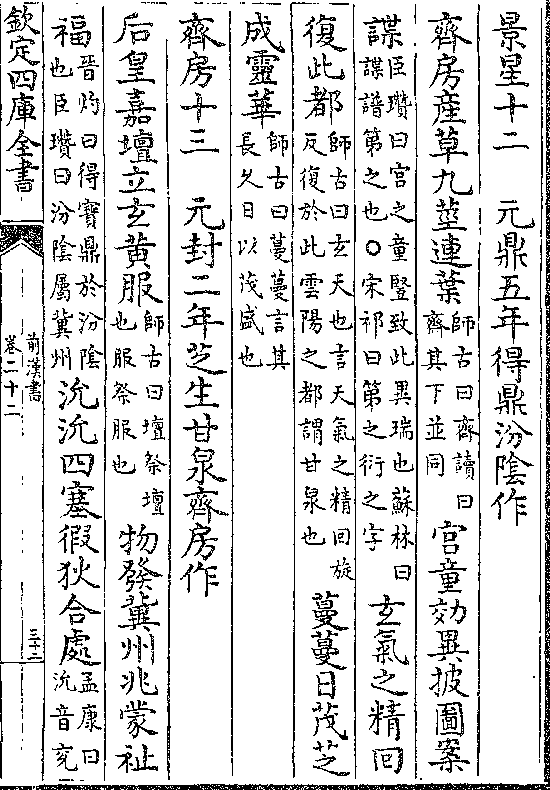 景星十二　元鼎五年得鼎汾陰作
齊房産草九莖連葉師古曰齊讀曰齋其下並同宮童効異披圖案
諜臣瓚曰宫之童豎致此異瑞也蘇林曰諜譜第之也○宋祁曰第之衍之字玄氣之精回
復此都師古曰玄天也言天氣之精回旋反復於此雲陽之都謂甘泉也蔓蔓日茂芝
成靈華師古曰蔓蔓言其長久日以茂盛也
齊房十三　元封二年芝生甘泉齊房作
后皇嘉壇立玄黃服師古曰壇祭壇也服祭服也物發冀州兆蒙祉
福晉灼曰得寶鼎於汾陰也臣瓚曰汾陰屬冀州沇沇四塞假狄合處孟康曰沇音兖
欽定四庫全書
前漢書
卷二十二
三十二